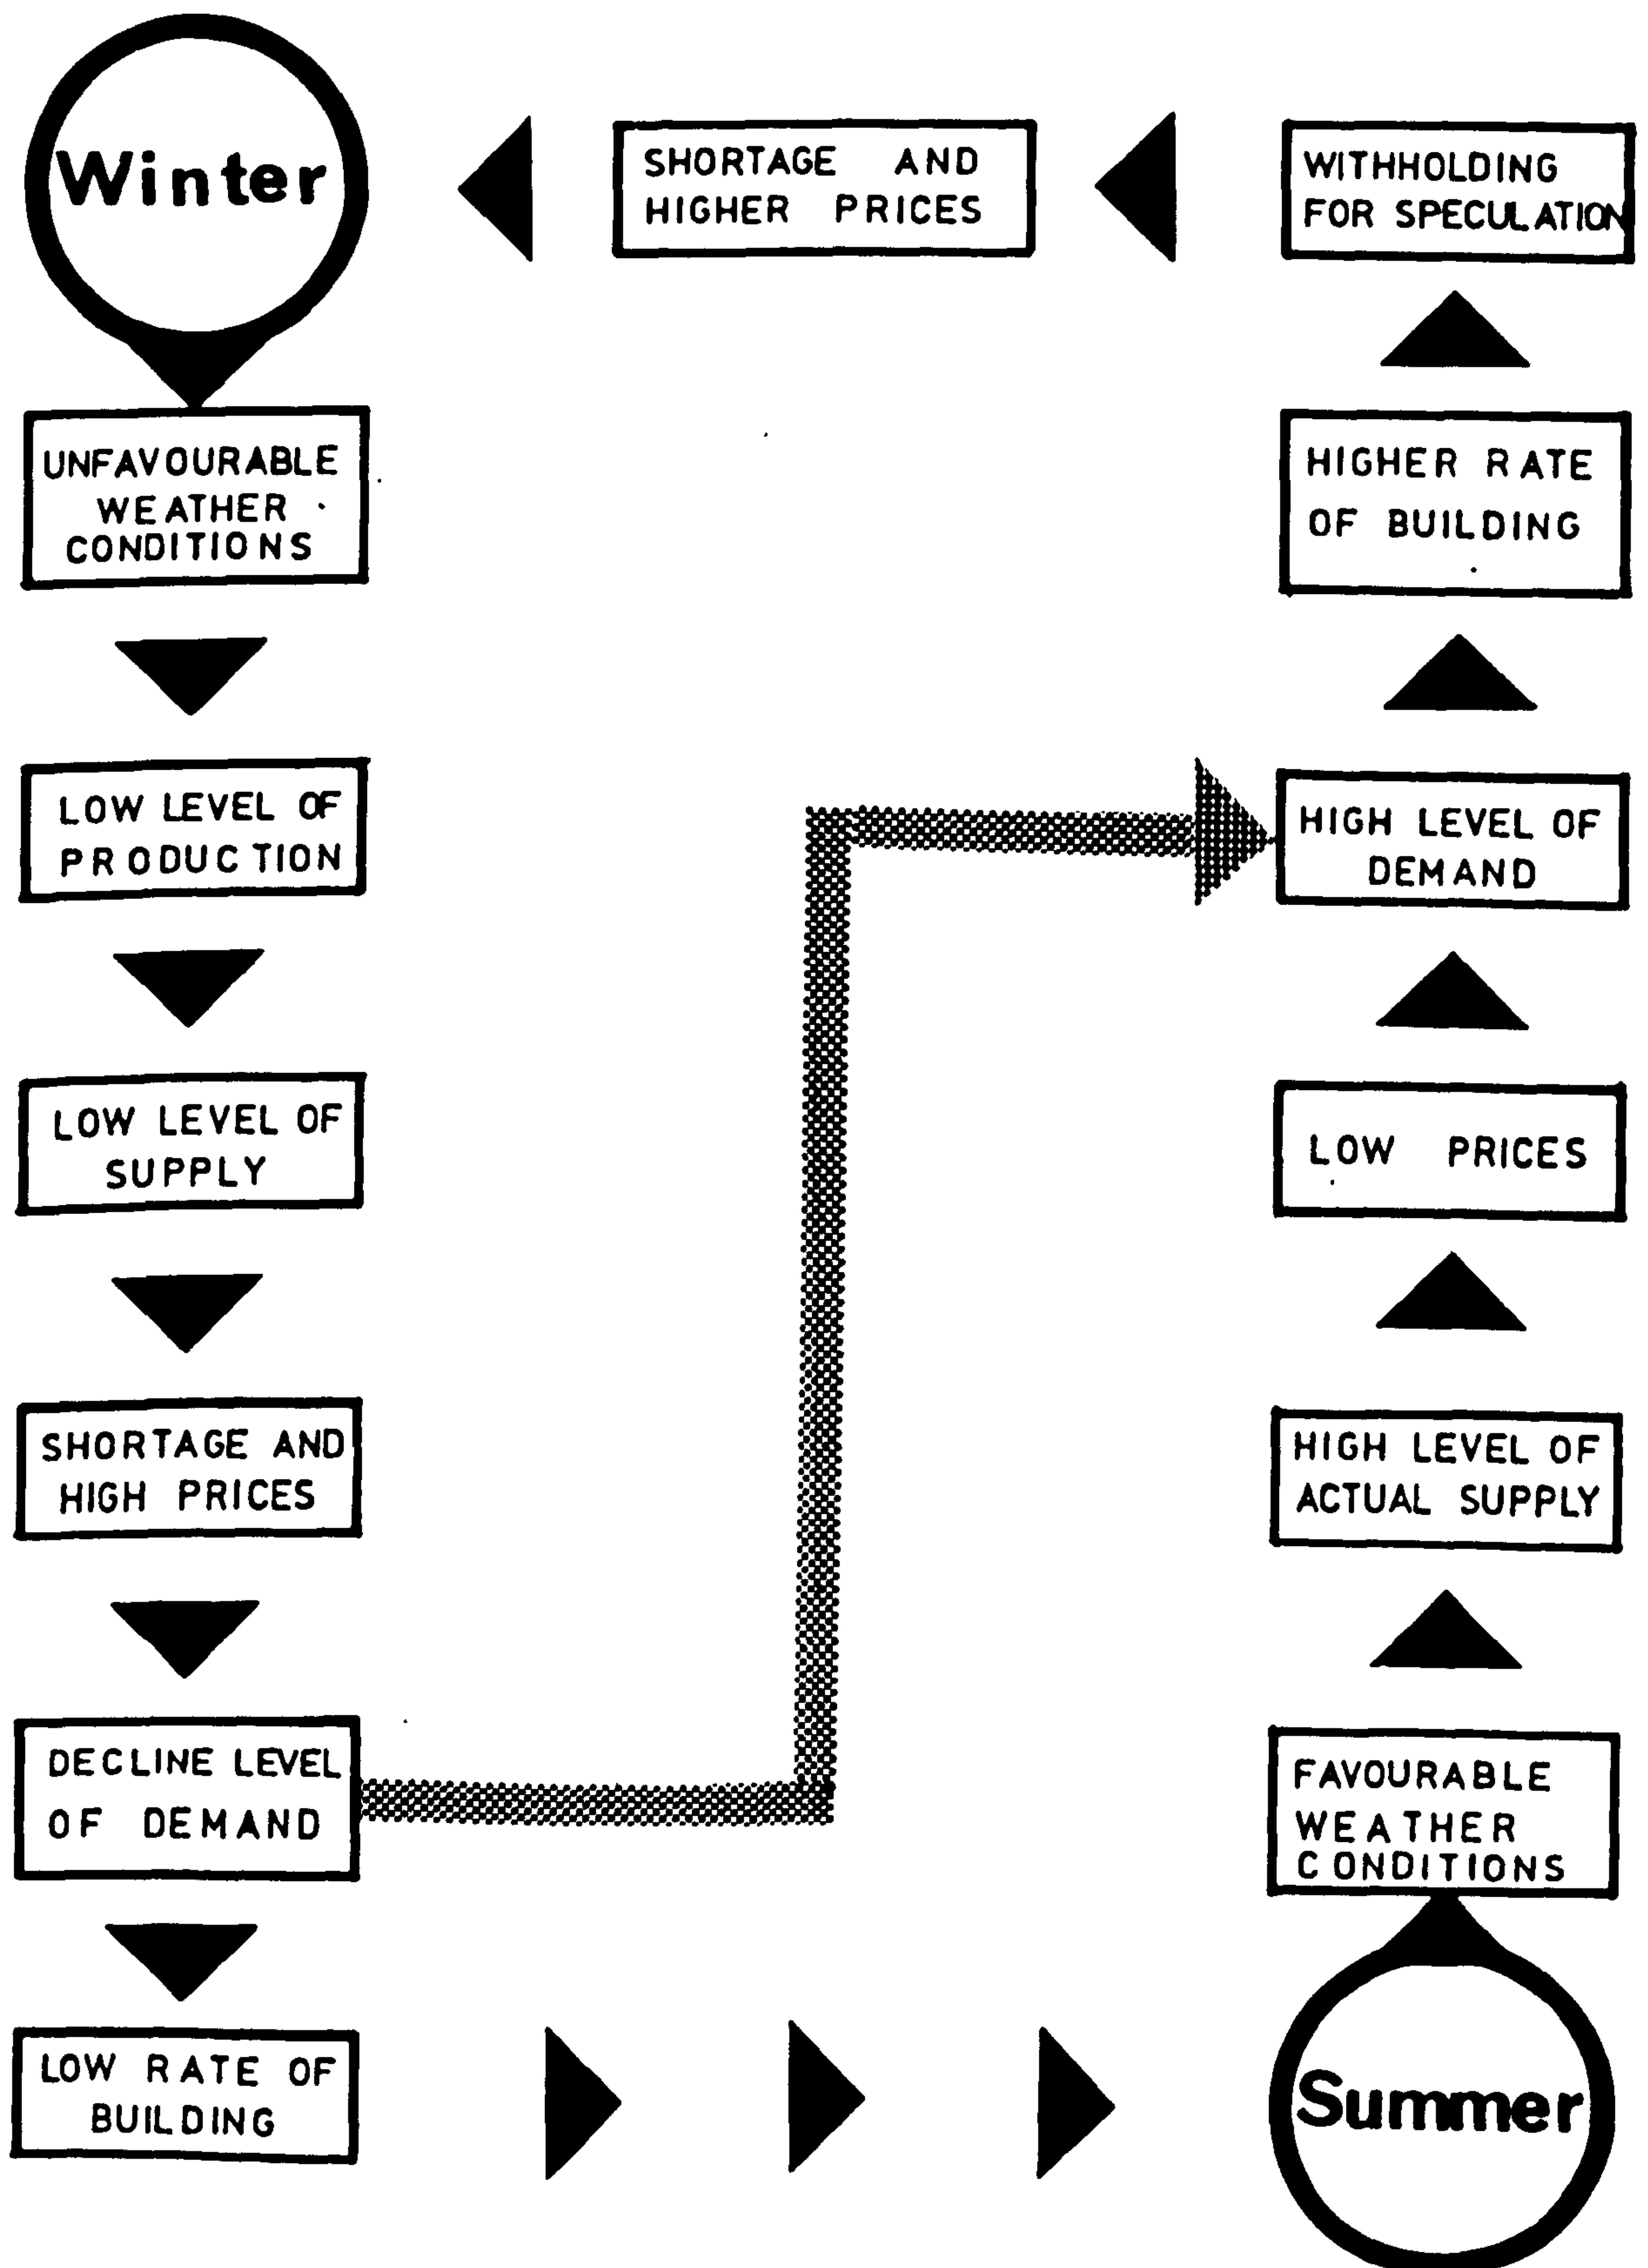 Winter
SHORTAGE AND
HIGHER PRICES
WITHHOLDING
FOR SPECULATION
UNFAVOURABLE
WEATHER
CONDITIONS
HIGHER RATE
OF BUILDING
LOW LEVEL OF
PRODUCTION
HIGH LEVEL OF
DEMAND
LOW LEVEL OF
SUPPLY
LOW PRICES
SHORTAGE AND
HIGH PRICES
HIGH LEVEL OF
ACTUAL SUPPLY
DECLINE LEVEL
OF DEMAND
FAVOURABLE
WEATHER
CONDITIONS
LOW RATE OF
BUILDING
Summer